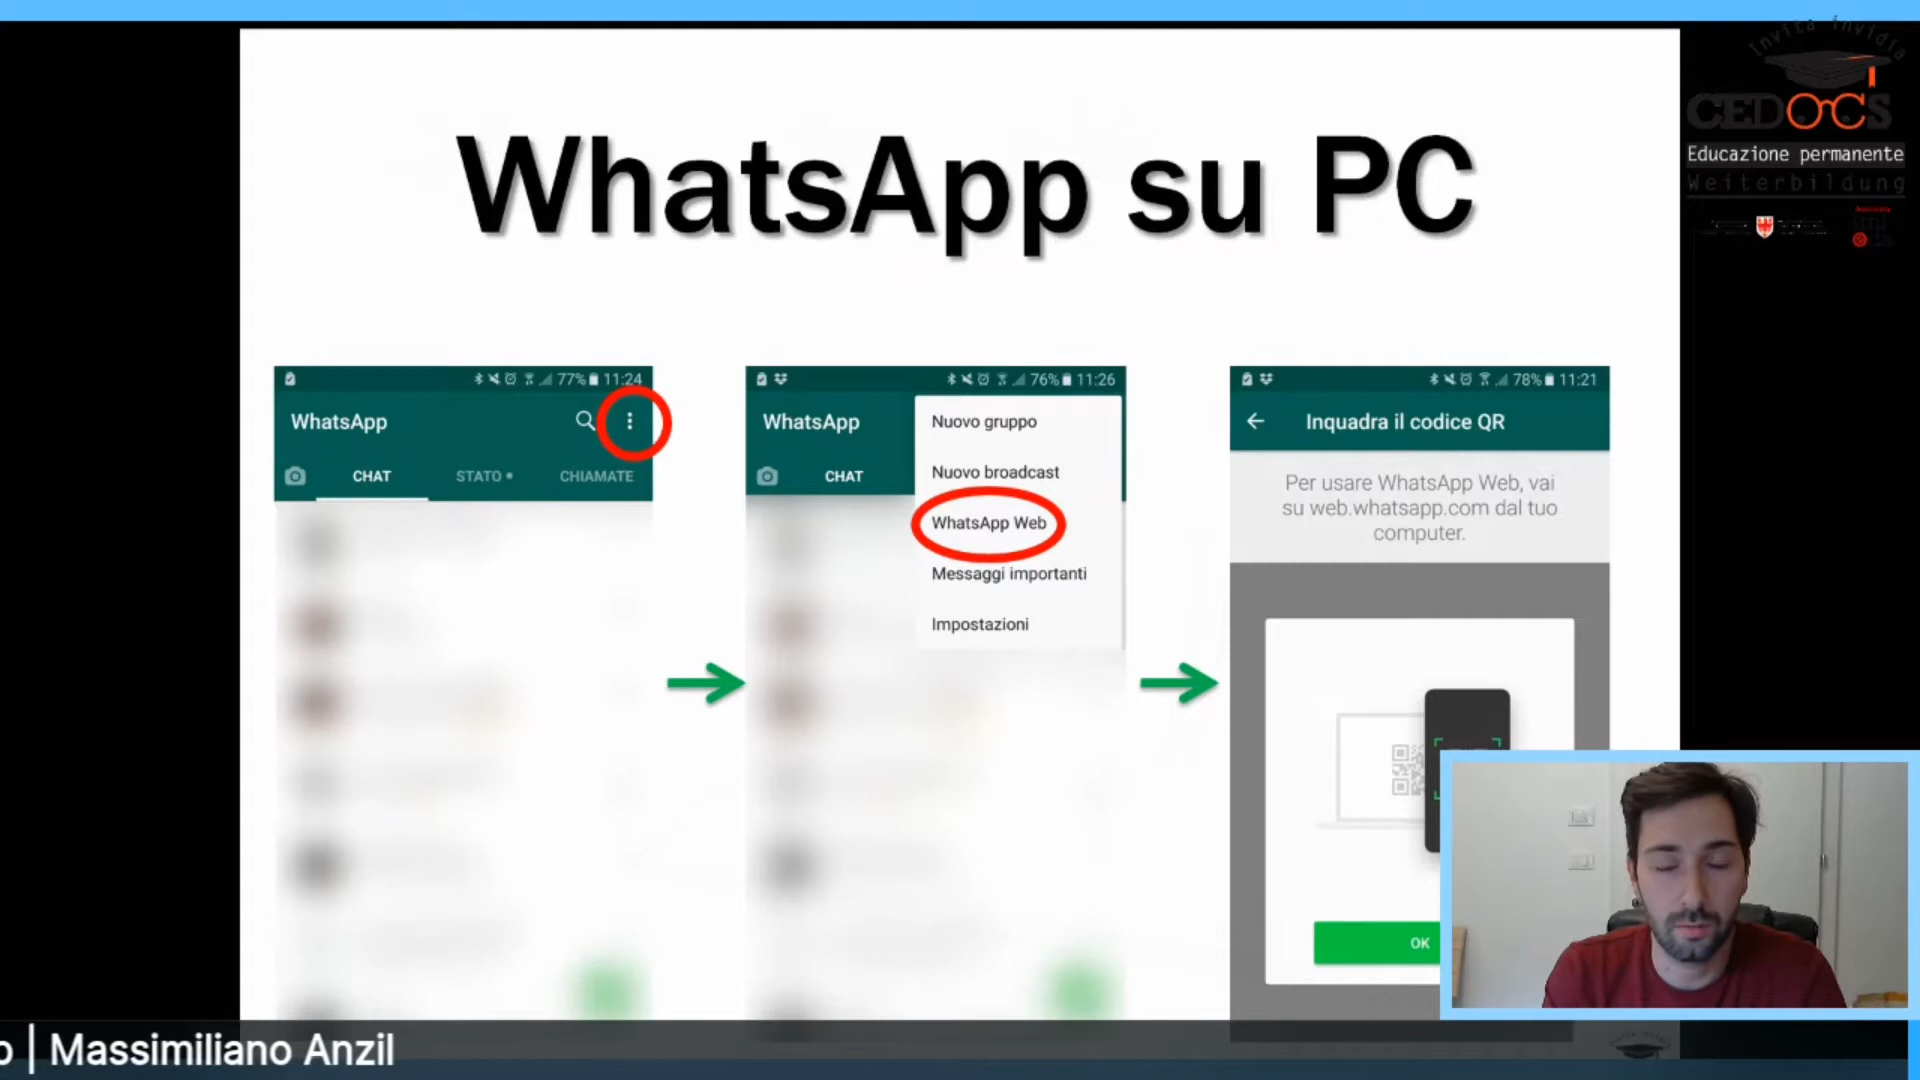 Invita invidia
CEDOCS
Educazione permanente
Weiterbildung
WhatsApp su PC
77% 11:24
WhatsApp
CHAT STATO CHIAMATE
76% 11:26
WhatsApp
CHAT
Nuovo gruppo
Nuovo broadcast
WhatsApp Web
Messaggi importanti
Impostazioni
78% 11:21
Inquadra il codice QR
Per usare WhatsApp Web, vai
su web.whatsapp.com dal tuo
computer.
OK
o | Massimiliano Anzil